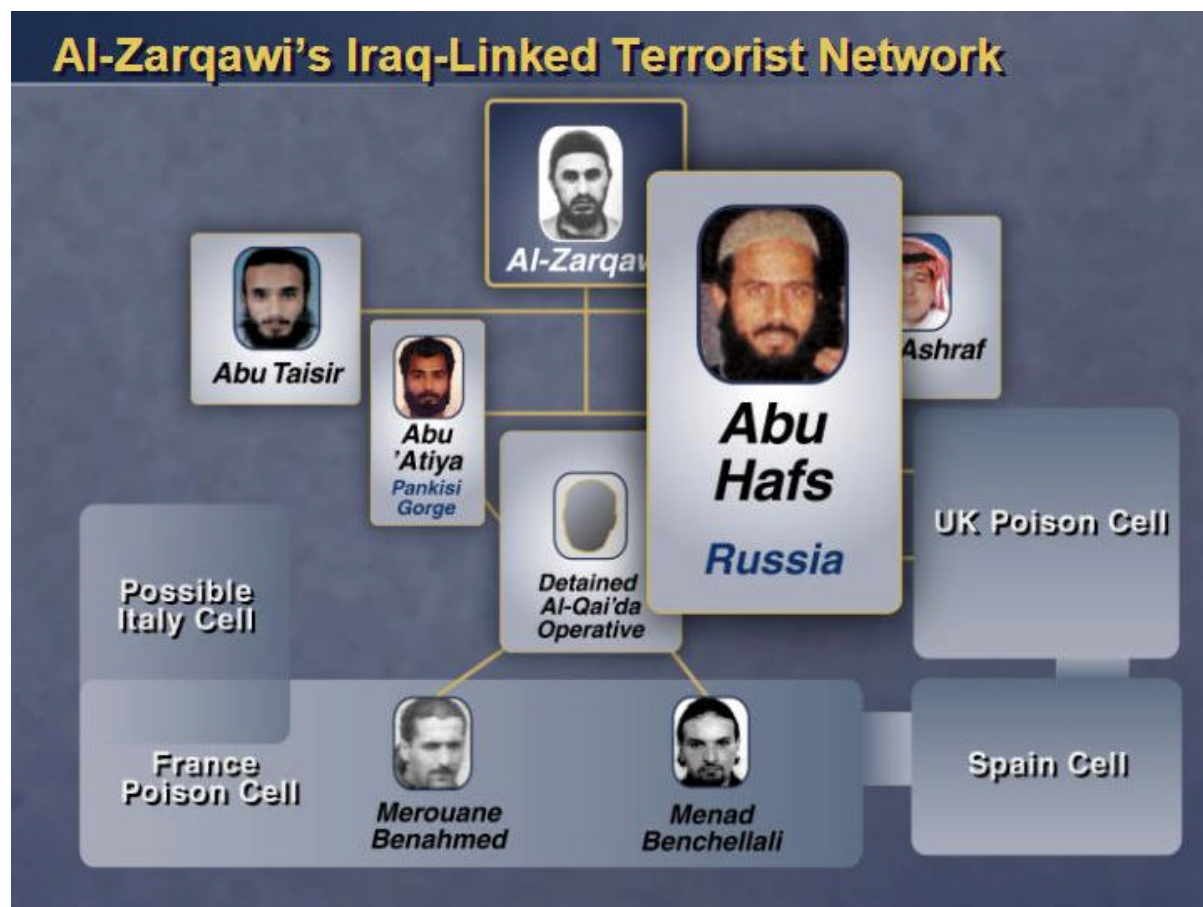 Al-Zarqawi's Iraq-Linked Terrorist Network
Al-Zarqaw
Abu Taisir
Abu
'Atiya
Pankisi
Gorge
Abu
Hafs
Russia
Ashraf
Detained
Al-Qai'da
Operative
UK Poison Cell
Possible
Italy Cell
France
Poison Cell
Merouane
Benahmed
Menad
Benchellali
Spain Cell